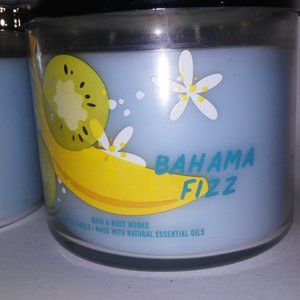 BAHAMA
FIZZ
BATH & BODY WORKS
CANDLE • MADE WITH NATURAL ESSENTIAL OILS